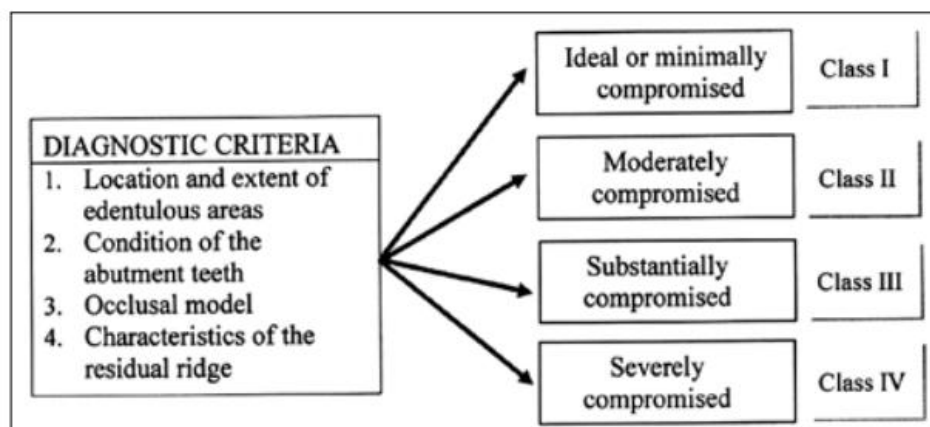 DIAGNOSTIC CRITERIA
1. Location and extent of
edentulous areas
2. Condition of the
abutment teeth
3. Occlusal model
4. Characteristics of the
residual ridge
Ideal or minimally
compromised
Class I
Moderately
compromised
Class II
Substantially
compromised
Class III
Severely
compromised
Class IV